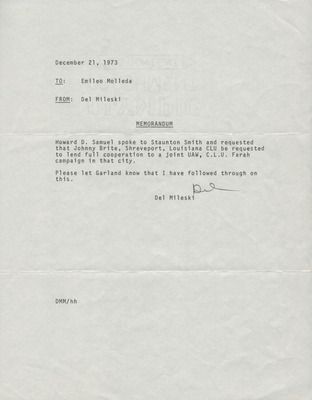 December 21, 1973
TO: Emileo Molleda
FROM: Del Mileski
MEMORANDUM
Howard D. Samuel spoke to Staunton Smith and requested
that Johnny Brite, Shreveport, Louisiana CLU be requested
to lend full cooperation to a joint UAW, C.L.U. Farah
campaign in that city.
Please let Garland know that I have followed through on
this.
Del
Del Mileski
DMM/hh